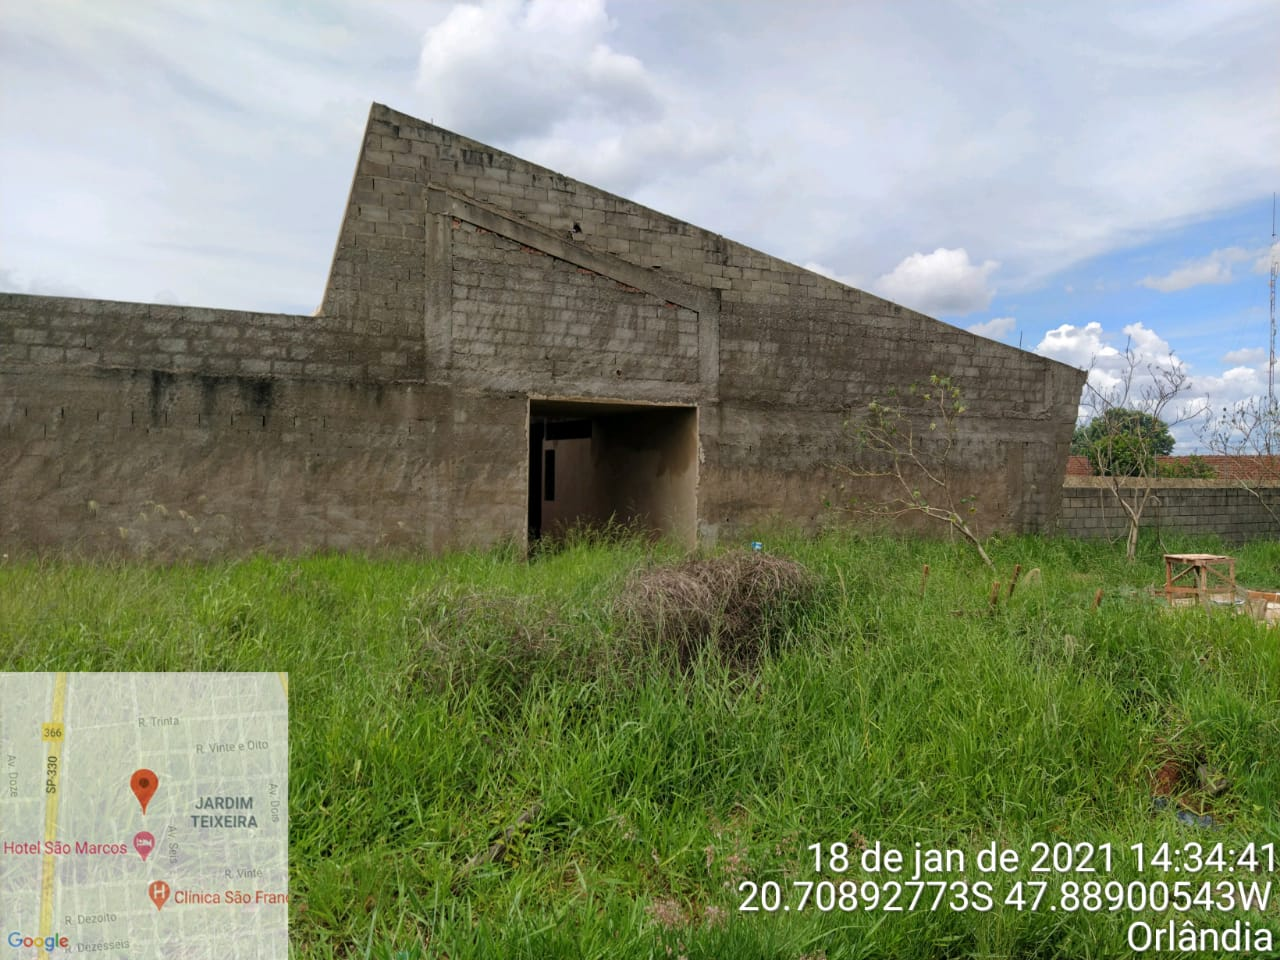 R. Trinta
366
R. Vinte e Oito
Av. Doze
SP-330
Av. Dois
JARDIM
TEIXEIRA
Av. Seis
Hotel São Marcos
R. Vinte
H
Clínica São Fran
R. Dezoito
Google
R. Dezesseis
18 de jan de 2021 14:34:41
20.70892773S 47.88900543W
Orlândia